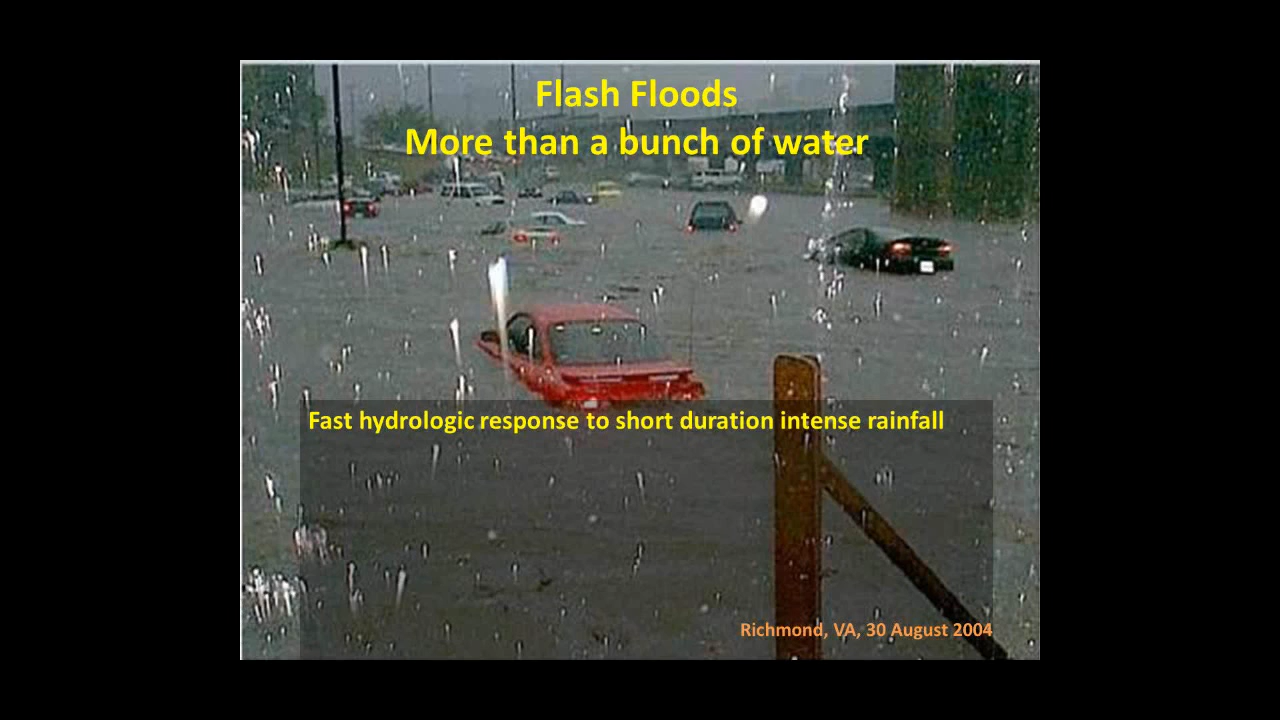 Flash Floods
More than a bunch of water
Fast hydrologic response to short duration intense rainfall
Richmond, VA, 30 August 2004